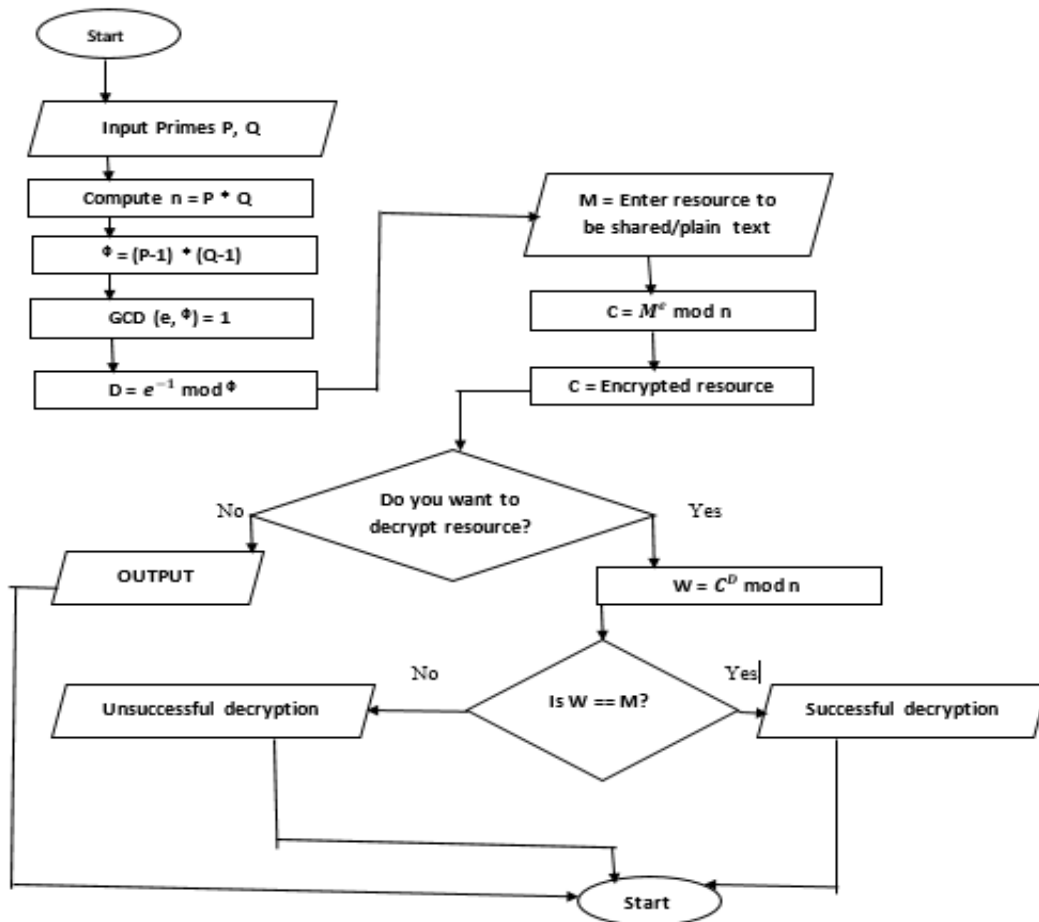 Start
Input Primes P, Q
Compute n = P * Q
Φ = (P-1) * (Q-1)
GCD (e, Φ) = 1
D = e⁻¹ mod Φ
M = Enter resource to
be shared/plain text
C = Mᵉ mod n
C = Encrypted resource
Do you want to
decrypt resource?
No
Yes
OUTPUT
W = Cᴰ mod n
No
Yes
Is W == M?
Unsuccessful decryption
Successful decryption
Start